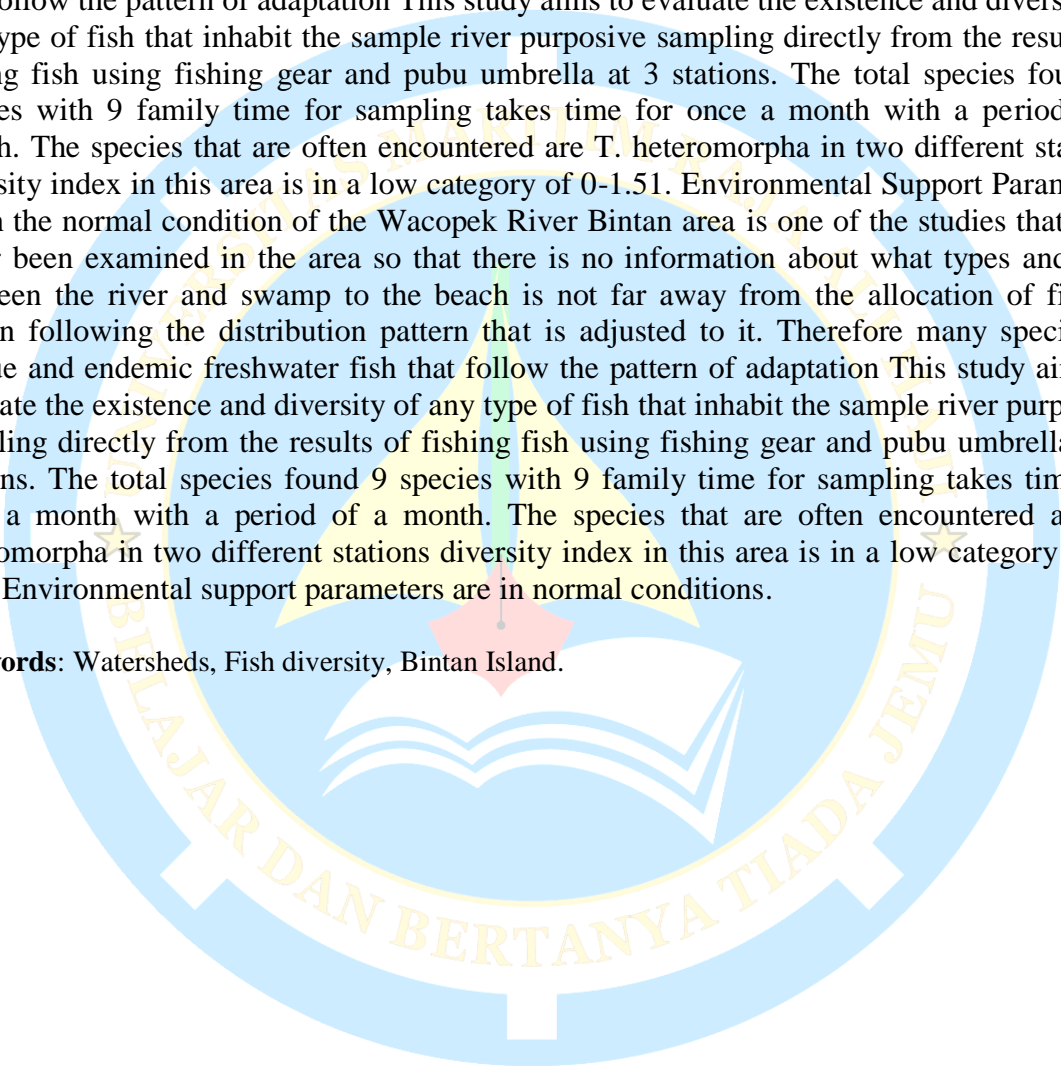 follow the pattern of adaptation This study aims to evaluate the existence and divers
ype of fish that inhabit the sample river purposive sampling directly from the resu
ng fish using fishing gear and pubu umbrella at 3 stations. The total species fou
es with 9 family time for sampling takes time for once a month with a period
h. The species that are often encountered are T. heteromorpha in two different sta
sity index in this area is in a low category of 0-1.51. Environmental Support Param
n the normal condition of the Wacopek River Bintan area is one of the studies that
r been examined in the area so that there is no information about what types and
een the river and swamp to the beach is not far away from the allocation of fi
n following the distribution pattern that is adjusted to it. Therefore many speci
ue and endemic freshwater fish that follow the pattern of adaptation This study ai
ate the existence and diversity of any type of fish that inhabit the sample river purp
ling directly from the results of fishing fish using fishing gear and pubu umbrella
ns. The total species found 9 species with 9 family time for sampling takes tim
a month with a period of a month. The species that are often encountered a
omorpha in two different stations diversity index in this area is in a low category
Environmental support parameters are in normal conditions.
ords: Watersheds, Fish diversity, Bintan Island.
UNIVERSITAS MARITIM RAJA ALI HAJI
BELAJAR DAN BERTANYA TIADA JEMU